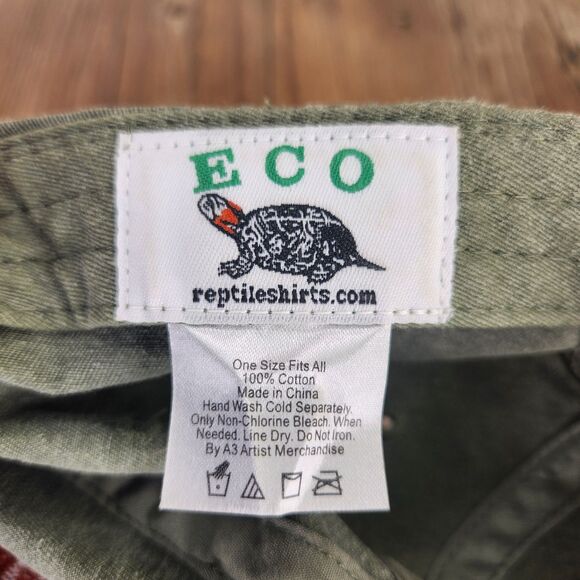 ECO
reptileshirts.com
One Size Fits All
100% Cotton
Made in China
Hand Wash Cold Separately.
Only Non-Chlorine Bleach. When
Needed. Line Dry. Do Not Iron.
By A3 Artist Merchandise